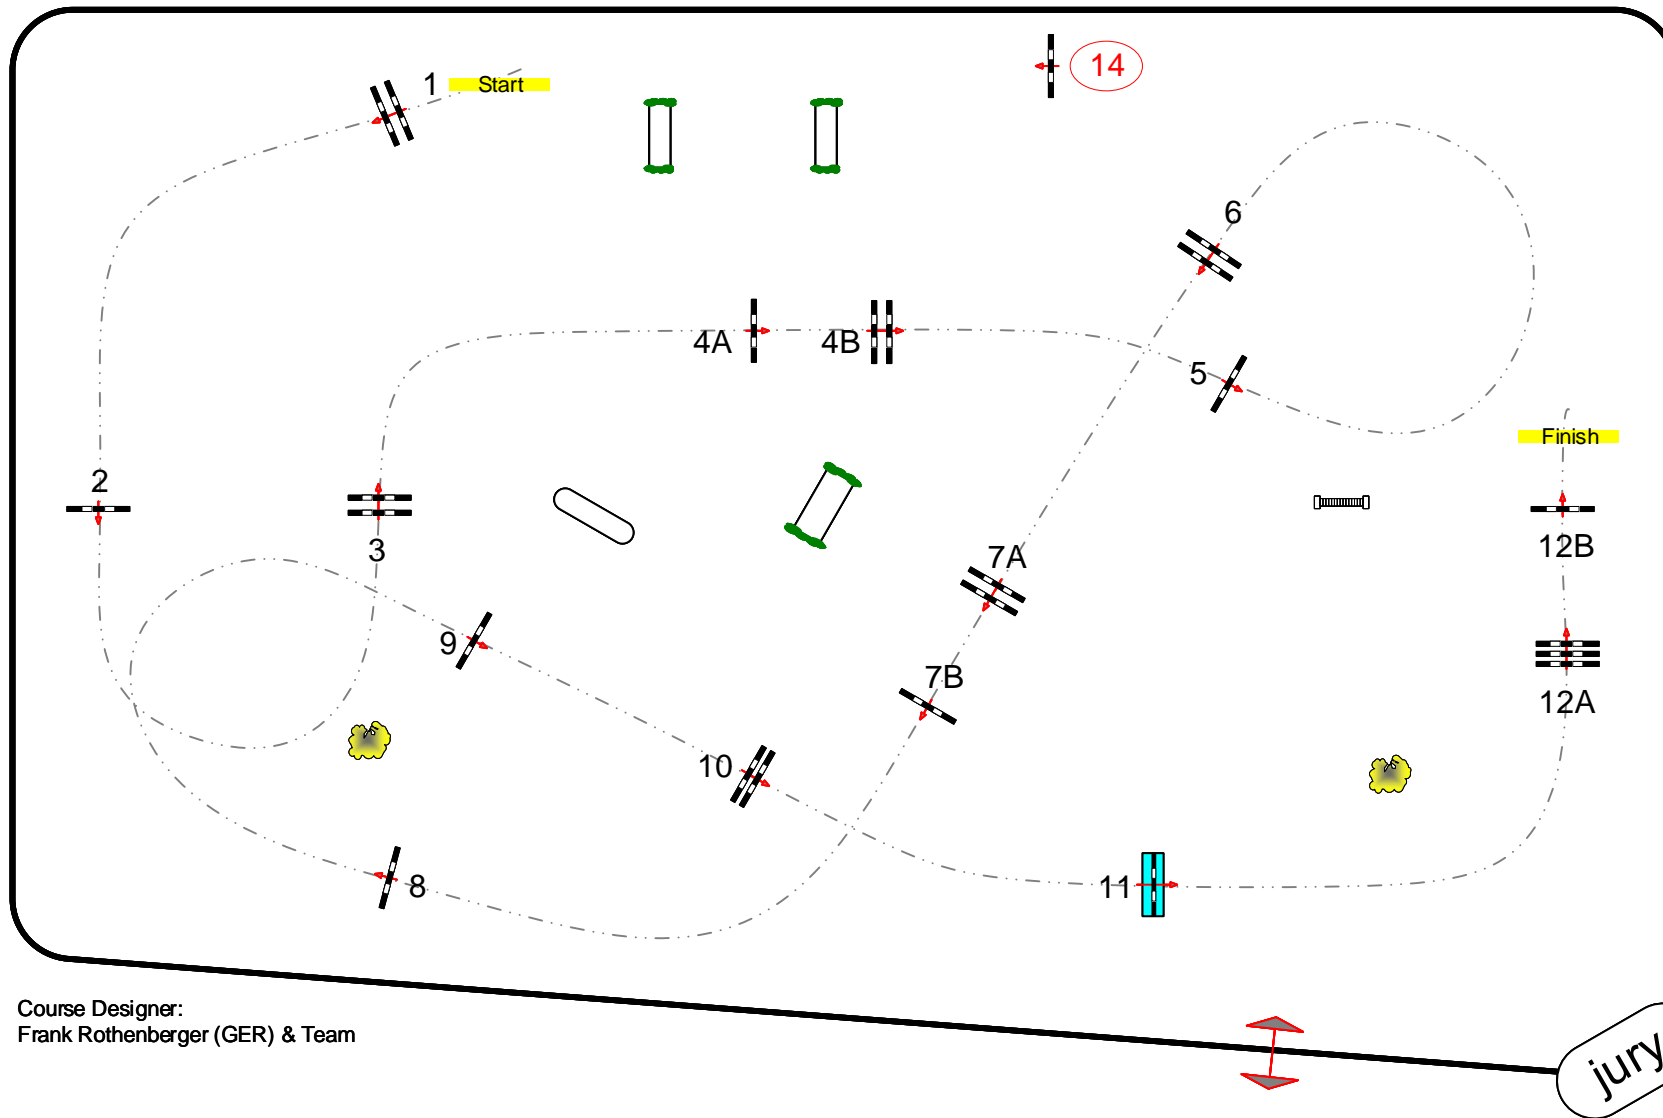 14
1
Start
6
4A
4B
5
Finish
2
3
12B
7A
9
7B
12A
10
8
11
Course Designer:
Frank Rothenberger (GER) & Team
jury